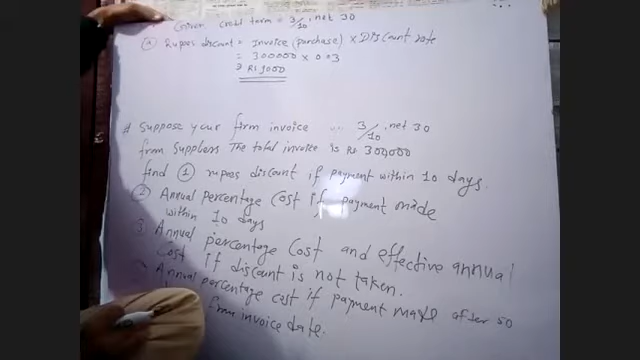 Given Credit term = 3/10, net 30
(a) Rupees discount = Invoice (purchase) × Discount rate
= 300000 × 0.03
= Rs 9000
# Suppose your firm invoice ... 3/10, net 30
from suppliers The total invoice is Rs 300,000
find ① rupees discount if payment within 10 days.
② Annual percentage Cost if payment made
within 10 days
3 Annual percentage Cost and effective annual
Cost if discount is not taken.
Annual percentage cost if payment made after 50
from invoice date.